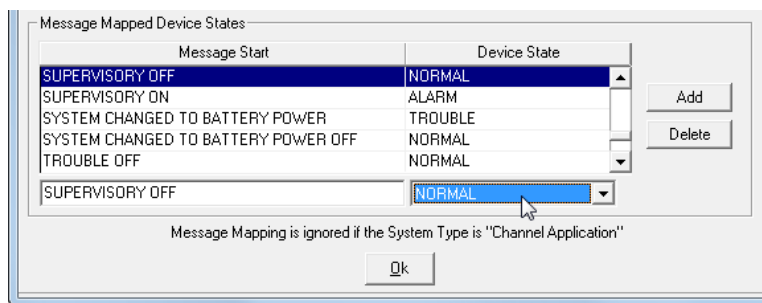 Message Mapped Device States
Message Start Device State
SUPERVISORY OFF NORMAL
SUPERVISORY ON ALARM
SYSTEM CHANGED TO BATTERY POWER TROUBLE
SYSTEM CHANGED TO BATTERY POWER OFF NORMAL
TROUBLE OFF NORMAL
Add
Delete
SUPERVISORY OFF NORMAL
Message Mapping is ignored if the System Type is "Channel Application"
Ok